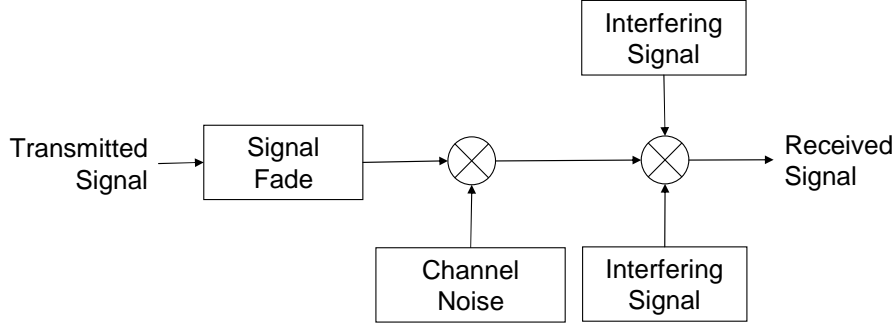 Interfering
Signal
Transmitted
Signal
Signal
Fade
Received
Signal
Channel
Noise
Interfering
Signal